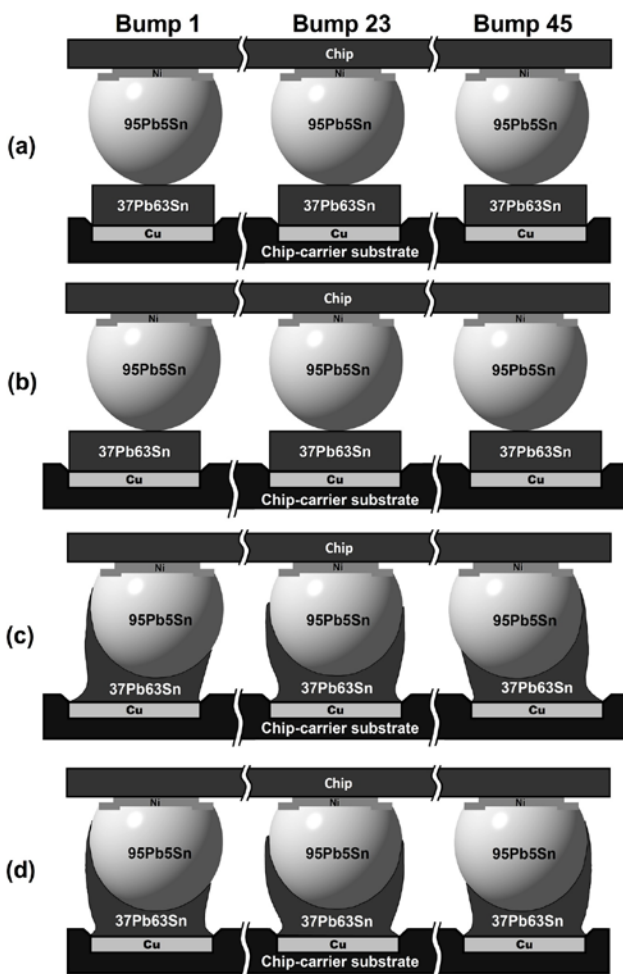 Bump 1 Bump 23 Bump 45
(a)
Chip
Ni Ni Ni
95Pb5Sn 95Pb5Sn 95Pb5Sn
37Pb63Sn 37Pb63Sn 37Pb63Sn
Cu Cu Cu
Chip-carrier substrate
(b)
Chip
Ni Ni Ni
95Pb5Sn 95Pb5Sn 95Pb5Sn
37Pb63Sn 37Pb63Sn 37Pb63Sn
Cu Cu Cu
Chip-carrier substrate
(c)
Chip
Ni Ni Ni
95Pb5Sn 95Pb5Sn 95Pb5Sn
37Pb63Sn 37Pb63Sn 37Pb63Sn
Cu Cu Cu
Chip-carrier substrate
(d)
Chip
Ni Ni Ni
95Pb5Sn 95Pb5Sn 95Pb5Sn
37Pb63Sn 37Pb63Sn 37Pb63Sn
Cu Cu Cu
Chip-carrier substrate